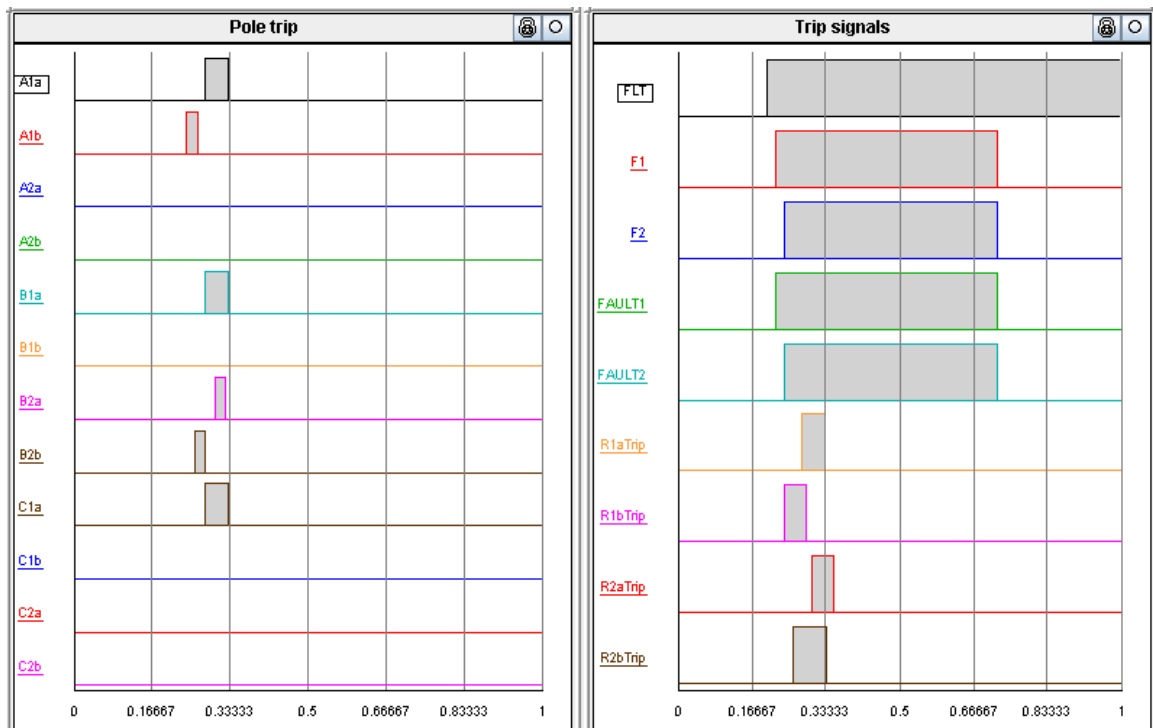 Pole trip
A1a
A1b
A2a
A2b
B1a
B1b
B2a
B2b
C1a
C1b
C2a
C2b
0 0.16667 0.33333 0.5 0.66667 0.83333 1
Trip signals
FLT
F1
F2
FAULT1
FAULT2
R1aTrip
R1bTrip
R2aTrip
R2bTrip
0 0.16667 0.33333 0.5 0.66667 0.83333 1